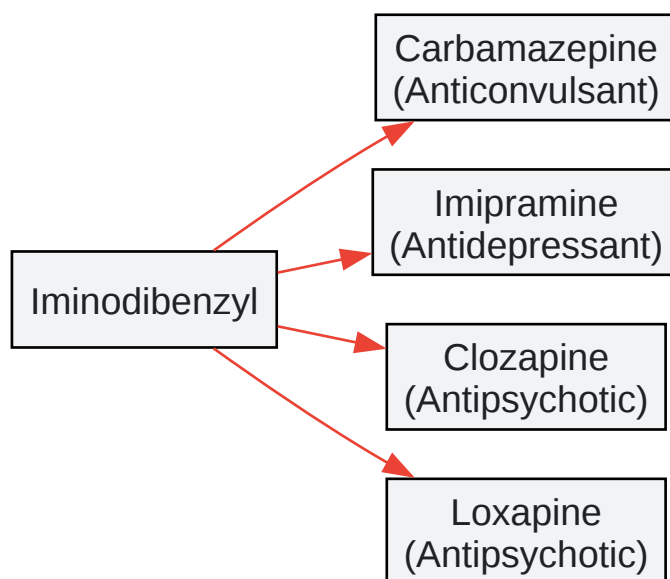 Carbamazepine
(Anticonvulsant)
Imipramine
(Antidepressant)
Iminodibenzyl
Clozapine
(Antipsychotic)
Loxapine
(Antipsychotic)